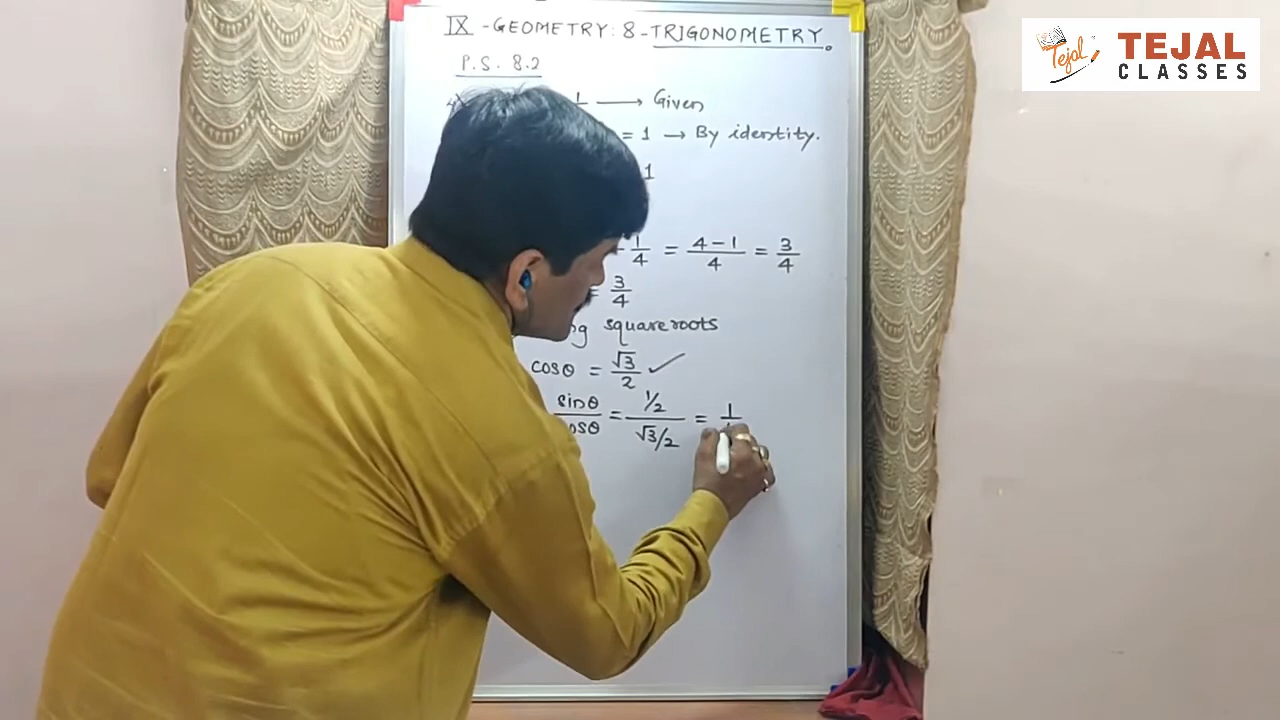 IX - GEOMETRY: 8 - TRIGONOMETRY.
P.S. 8.2
1 → Given
= 1 → By identity.
1
- 1/4 = 4-1/4 = 3/4
= 3/4
square roots
cosθ = √3/2 ✓
sinθ/cosθ = 1/2 / √3/2 = 1
Tejal
TEJAL
CLASSES